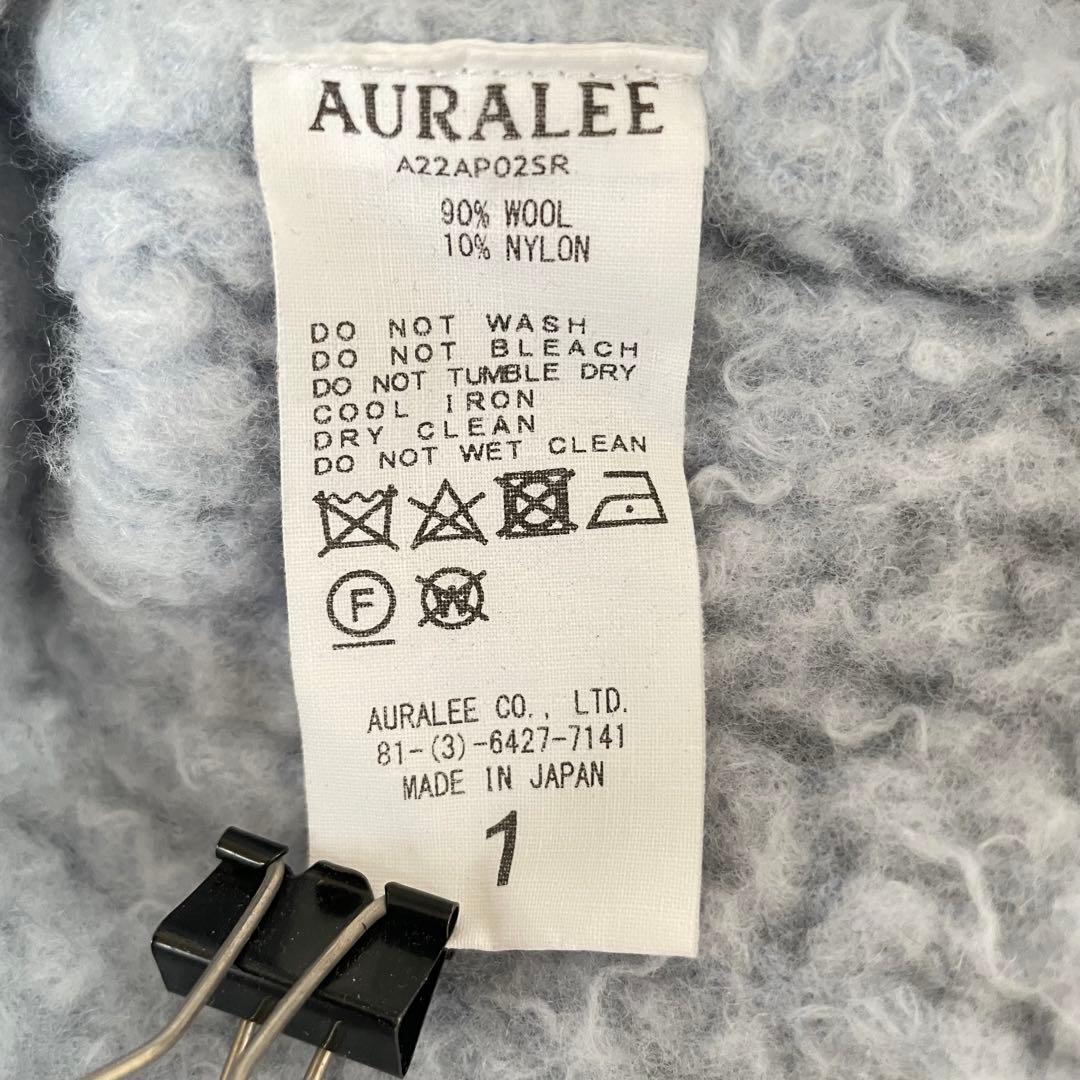 AURALEE
A22AP02SR
90% WOOL
10% NYLON
DO NOT WASH
DO NOT BLEACH
DO NOT TUMBLE DRY
COOL IRON
DRY CLEAN
DO NOT WET CLEAN
F W
AURALEE CO., LTD.
81-(3)-6427-7141
MADE IN JAPAN
1